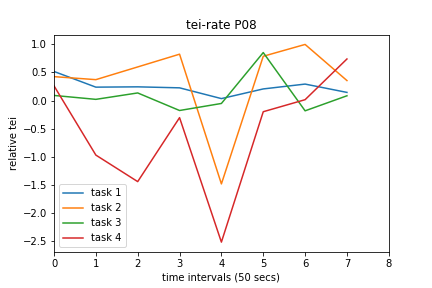 tei-rate P08
relative tei
1.0
0.5
0.0
−0.5
−1.0
−1.5
−2.0
−2.5
task 1
task 2
task 3
task 4
0 1 2 3 4 5 6 7 8
time intervals (50 secs)